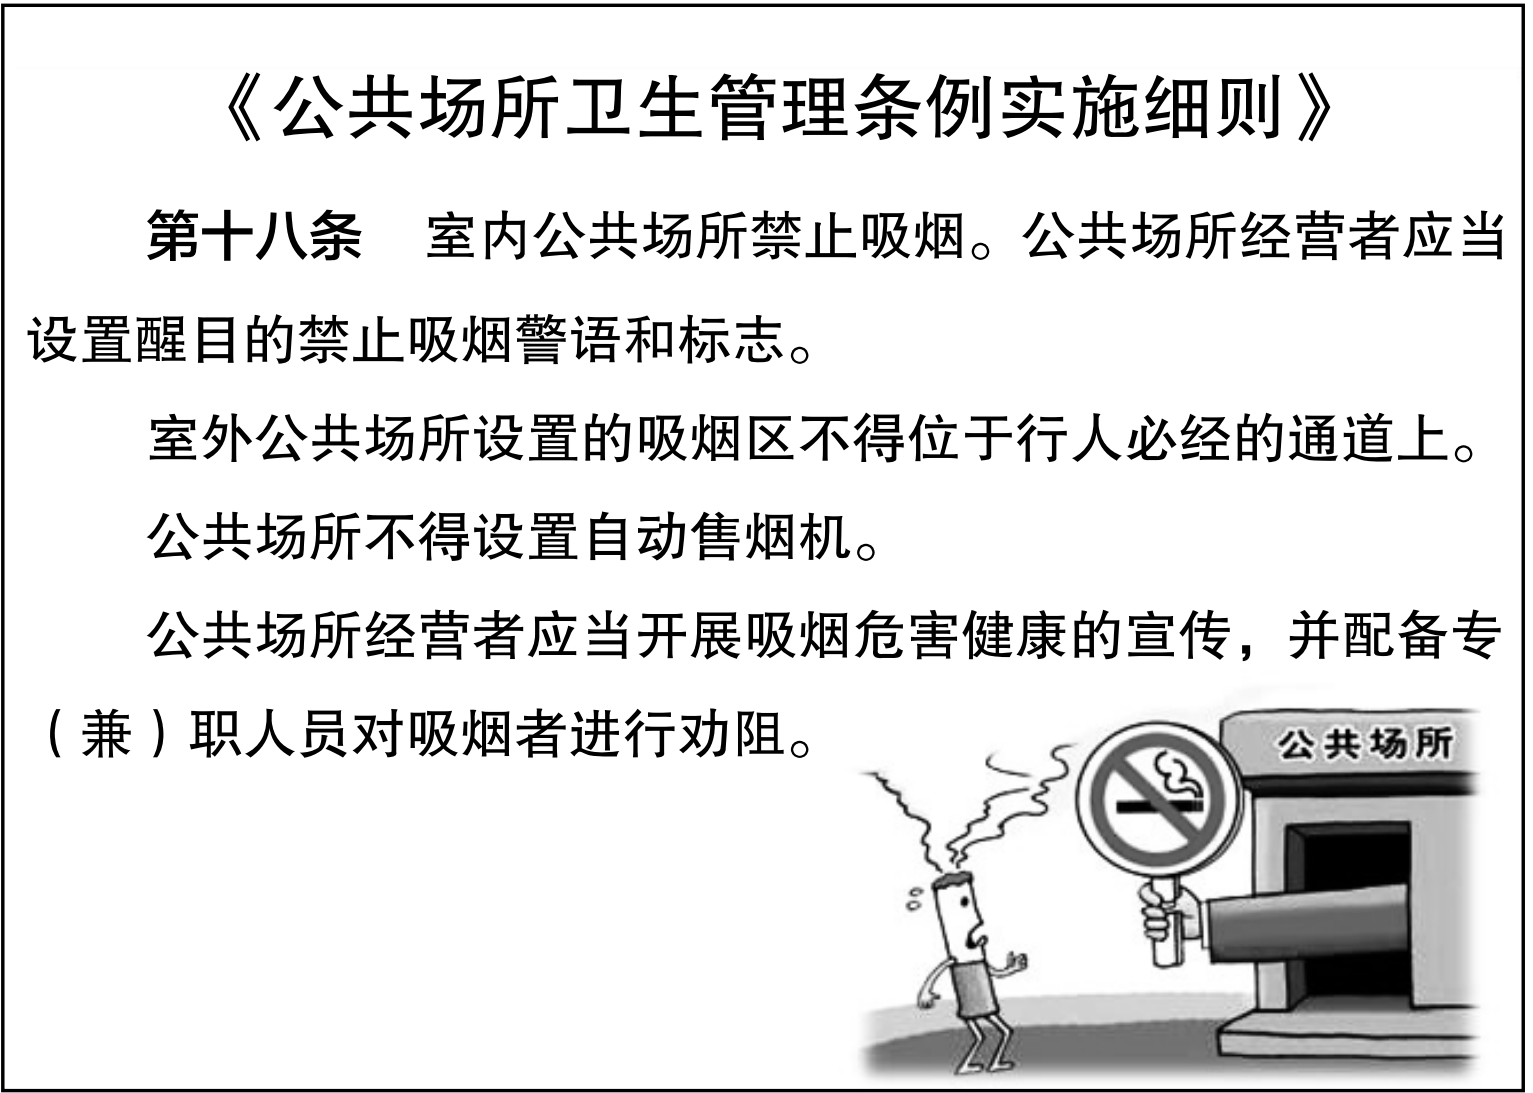 《公共场所卫生管理条例实施细则》
第十八条　室内公共场所禁止吸烟。公共场所经营者应当
设置醒目的禁止吸烟警语和标志。
室外公共场所设置的吸烟区不得位于行人必经的通道上。
公共场所不得设置自动售烟机。
公共场所经营者应当开展吸烟危害健康的宣传，并配备专
（兼）职人员对吸烟者进行劝阻。
公共场所